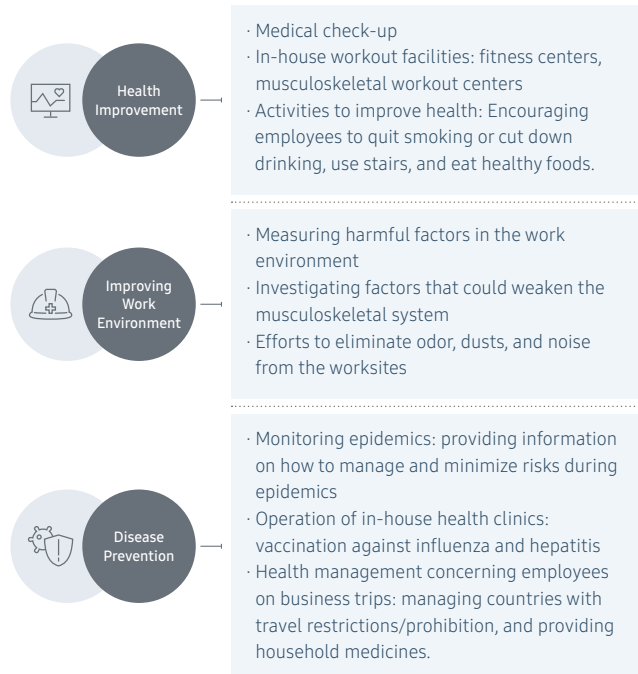 Health
Improvement
· Medical check-up
· In-house workout facilities: fitness centers,
musculoskeletal workout centers
· Activities to improve health: Encouraging
employees to quit smoking or cut down
drinking, use stairs, and eat healthy foods.
Improving
Work
Environment
· Measuring harmful factors in the work
environment
· Investigating factors that could weaken the
musculoskeletal system
· Efforts to eliminate odor, dusts, and noise
from the worksites
Disease
Prevention
· Monitoring epidemics: providing information
on how to manage and minimize risks during
epidemics
· Operation of in-house health clinics:
vaccination against influenza and hepatitis
· Health management concerning employees
on business trips: managing countries with
travel restrictions/prohibition, and providing
household medicines.